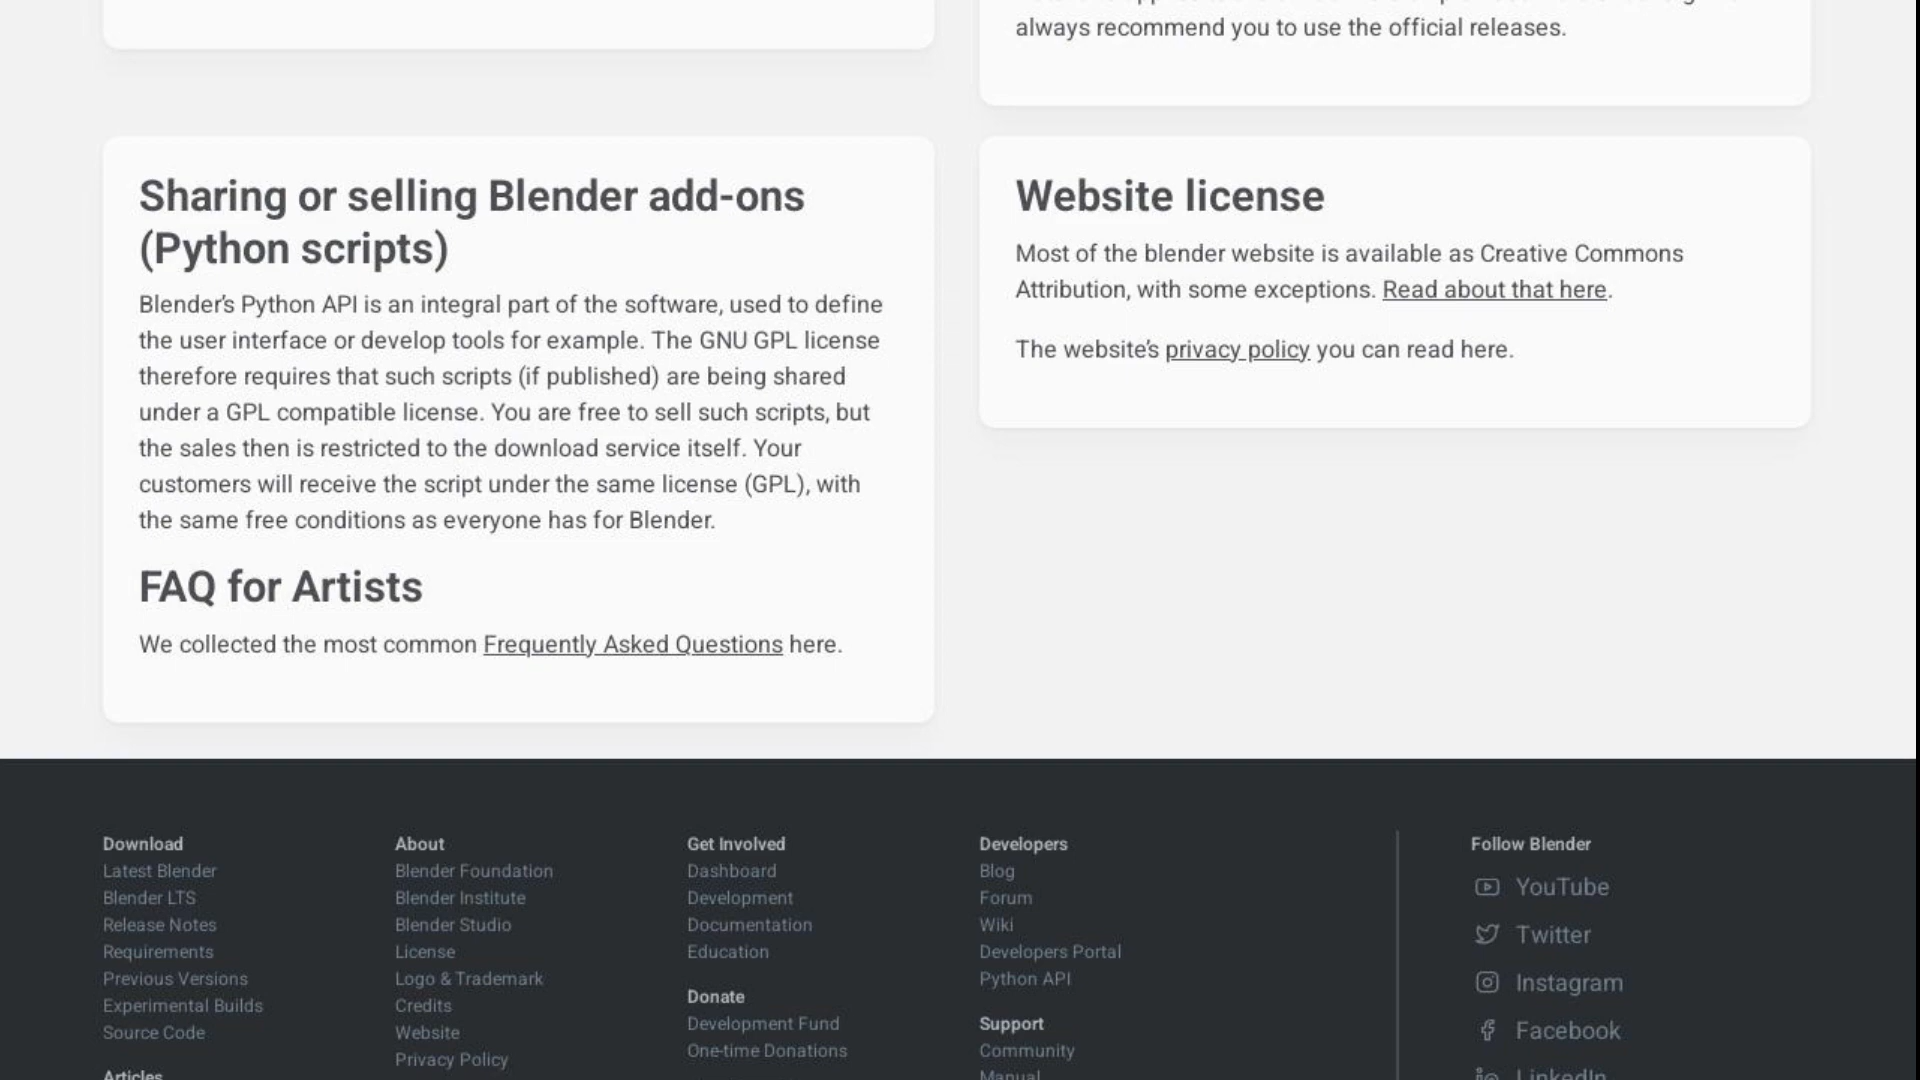 always recommend you to use the official releases.
Sharing or selling Blender add-ons
(Python scripts)
Blender's Python API is an integral part of the software, used to define
the user interface or develop tools for example. The GNU GPL license
therefore requires that such scripts (if published) are being shared
under a GPL compatible license. You are free to sell such scripts, but
the sales then is restricted to the download service itself. Your
customers will receive the script under the same license (GPL), with
the same free conditions as everyone has for Blender.
FAQ for Artists
We collected the most common Frequently Asked Questions here.
Website license
Most of the blender website is available as Creative Commons
Attribution, with some exceptions. Read about that here.
The website's privacy policy you can read here.
Download
Latest Blender
Blender LTS
Release Notes
Requirements
Previous Versions
Experimental Builds
Source Code
Articles
About
Blender Foundation
Blender Institute
Blender Studio
License
Logo & Trademark
Credits
Website
Privacy Policy
Get Involved
Dashboard
Development
Documentation
Education
Donate
Development Fund
One-time Donations
Developers
Blog
Forum
Wiki
Developers Portal
Python API
Support
Community
Manual
Follow Blender
YouTube
Twitter
Instagram
Facebook
LinkedIn